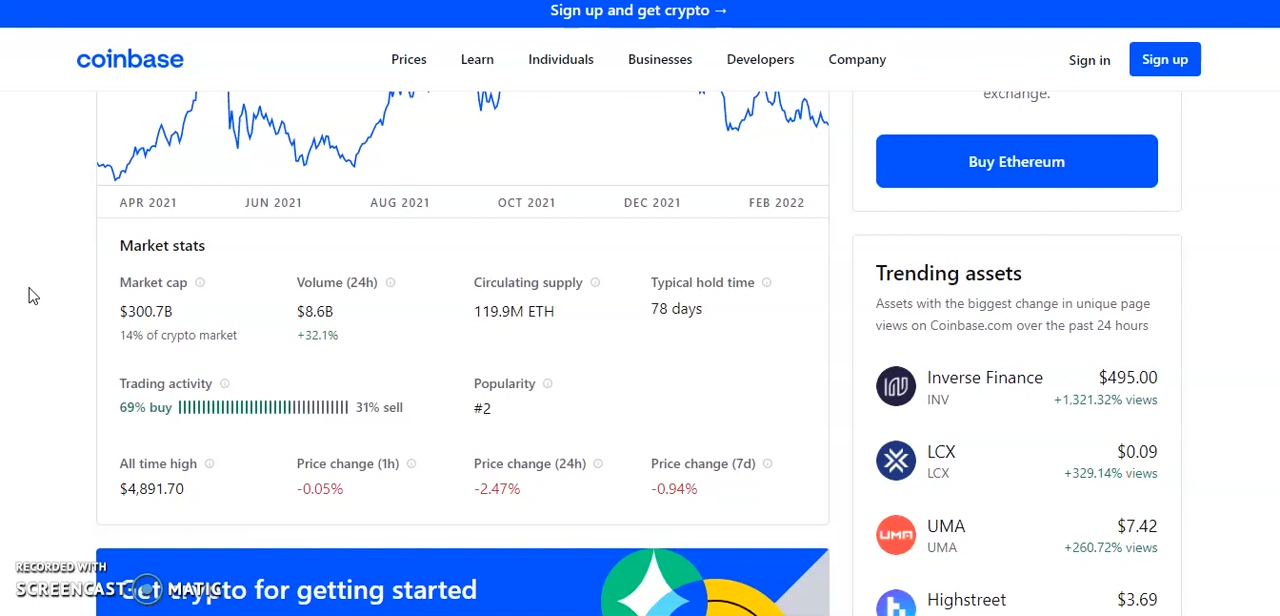 Sign up and get crypto →
coinbase
Prices Learn Individuals Businesses Developers Company
Sign in Sign up
exchange.
Buy Ethereum
APR 2021 JUN 2021 AUG 2021 OCT 2021 DEC 2021 FEB 2022
Market stats
Market cap Volume (24h) Circulating supply Typical hold time
$300.7B $8.6B 119.9M ETH 78 days
14% of crypto market +32.1%
Trading activity Popularity
69% buy 31% sell #2
All time high Price change (1h) Price change (24h) Price change (7d)
$4,891.70 -0.05% -2.47% -0.94%
Trending assets
Assets with the biggest change in unique page
views on Coinbase.com over the past 24 hours
Inverse Finance $495.00
INV +1,321.32% views
LCX $0.09
LCX +329.14% views
UMA UMA $7.42
UMA +260.72% views
Highstreet $3.69
Get crypto for getting started
RECORDED WITH
SCREENCAST MATIC